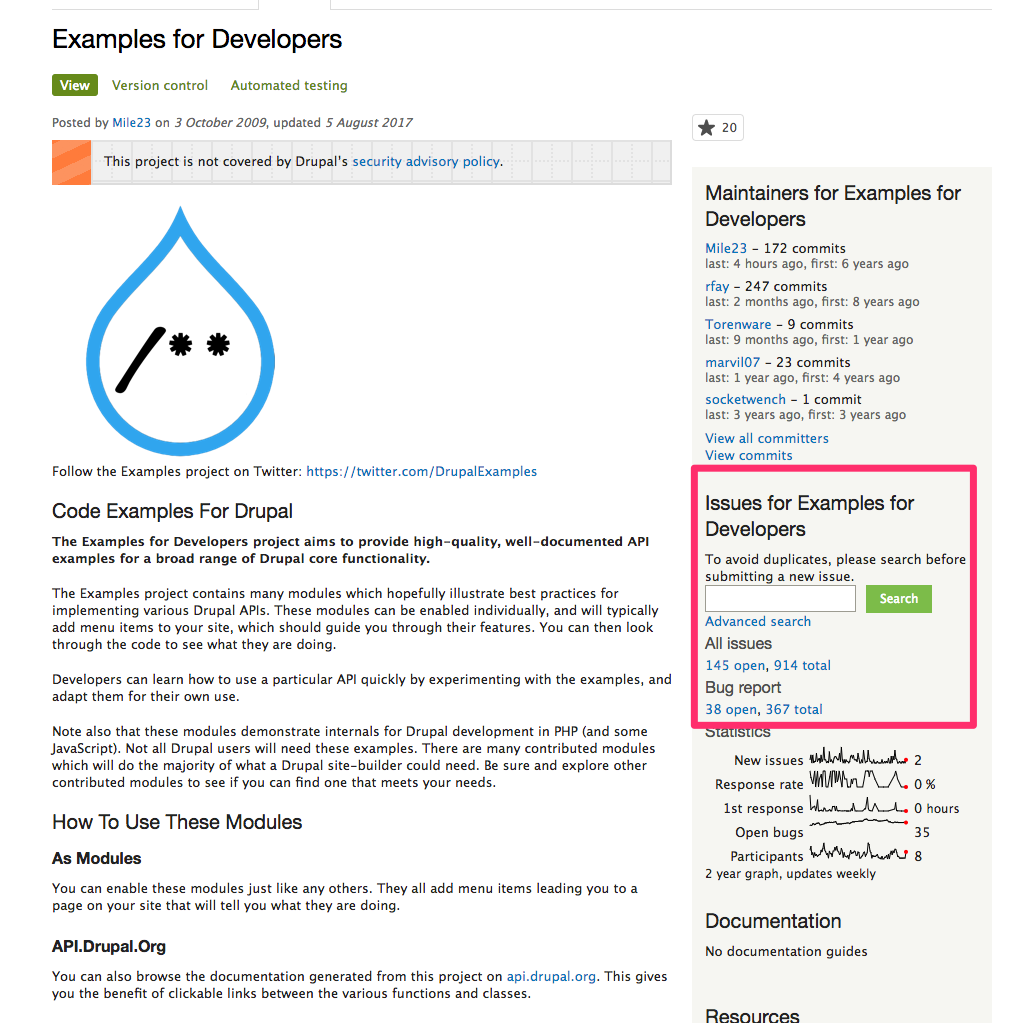 Examples for Developers
View Version control Automated testing
Posted by Mile23 on 3 October 2009, updated 5 August 2017
This project is not covered by Drupal's security advisory policy.
/**
Follow the Examples project on Twitter: https://twitter.com/DrupalExamples
Code Examples For Drupal
The Examples for Developers project aims to provide high-quality, well-documented API
examples for a broad range of Drupal core functionality.
The Examples project contains many modules which hopefully illustrate best practices for
implementing various Drupal APIs. These modules can be enabled individually, and will typically
add menu items to your site, which should guide you through their features. You can then look
through the code to see what they are doing.
Developers can learn how to use a particular API quickly by experimenting with the examples, and
adapt them for their own use.
Note also that these modules demonstrate internals for Drupal development in PHP (and some
JavaScript). Not all Drupal users will need these examples. There are many contributed modules
which will do the majority of what a Drupal site-builder could need. Be sure and explore other
contributed modules to see if you can find one that meets your needs.
How To Use These Modules
As Modules
You can enable these modules just like any others. They all add menu items leading you to a
page on your site that will tell you what they are doing.
API.Drupal.Org
You can also browse the documentation generated from this project on api.drupal.org. This gives
you the benefit of clickable links between the various functions and classes.
20
Maintainers for Examples for
Developers
Mile23 – 172 commits
last: 4 hours ago, first: 6 years ago
rfay – 247 commits
last: 2 months ago, first: 8 years ago
Torenware – 9 commits
last: 9 months ago, first: 1 year ago
marvil07 – 23 commits
last: 1 year ago, first: 4 years ago
socketwench – 1 commit
last: 3 years ago, first: 3 years ago
View all committers
View commits
Issues for Examples for
Developers
To avoid duplicates, please search before
submitting a new issue.
Search
Advanced search
All issues
145 open, 914 total
Bug report
38 open, 367 total
Statistics
New issues 2
Response rate 0 %
1st response 0 hours
Open bugs 35
Participants 8
2 year graph, updates weekly
Documentation
No documentation guides
Resources